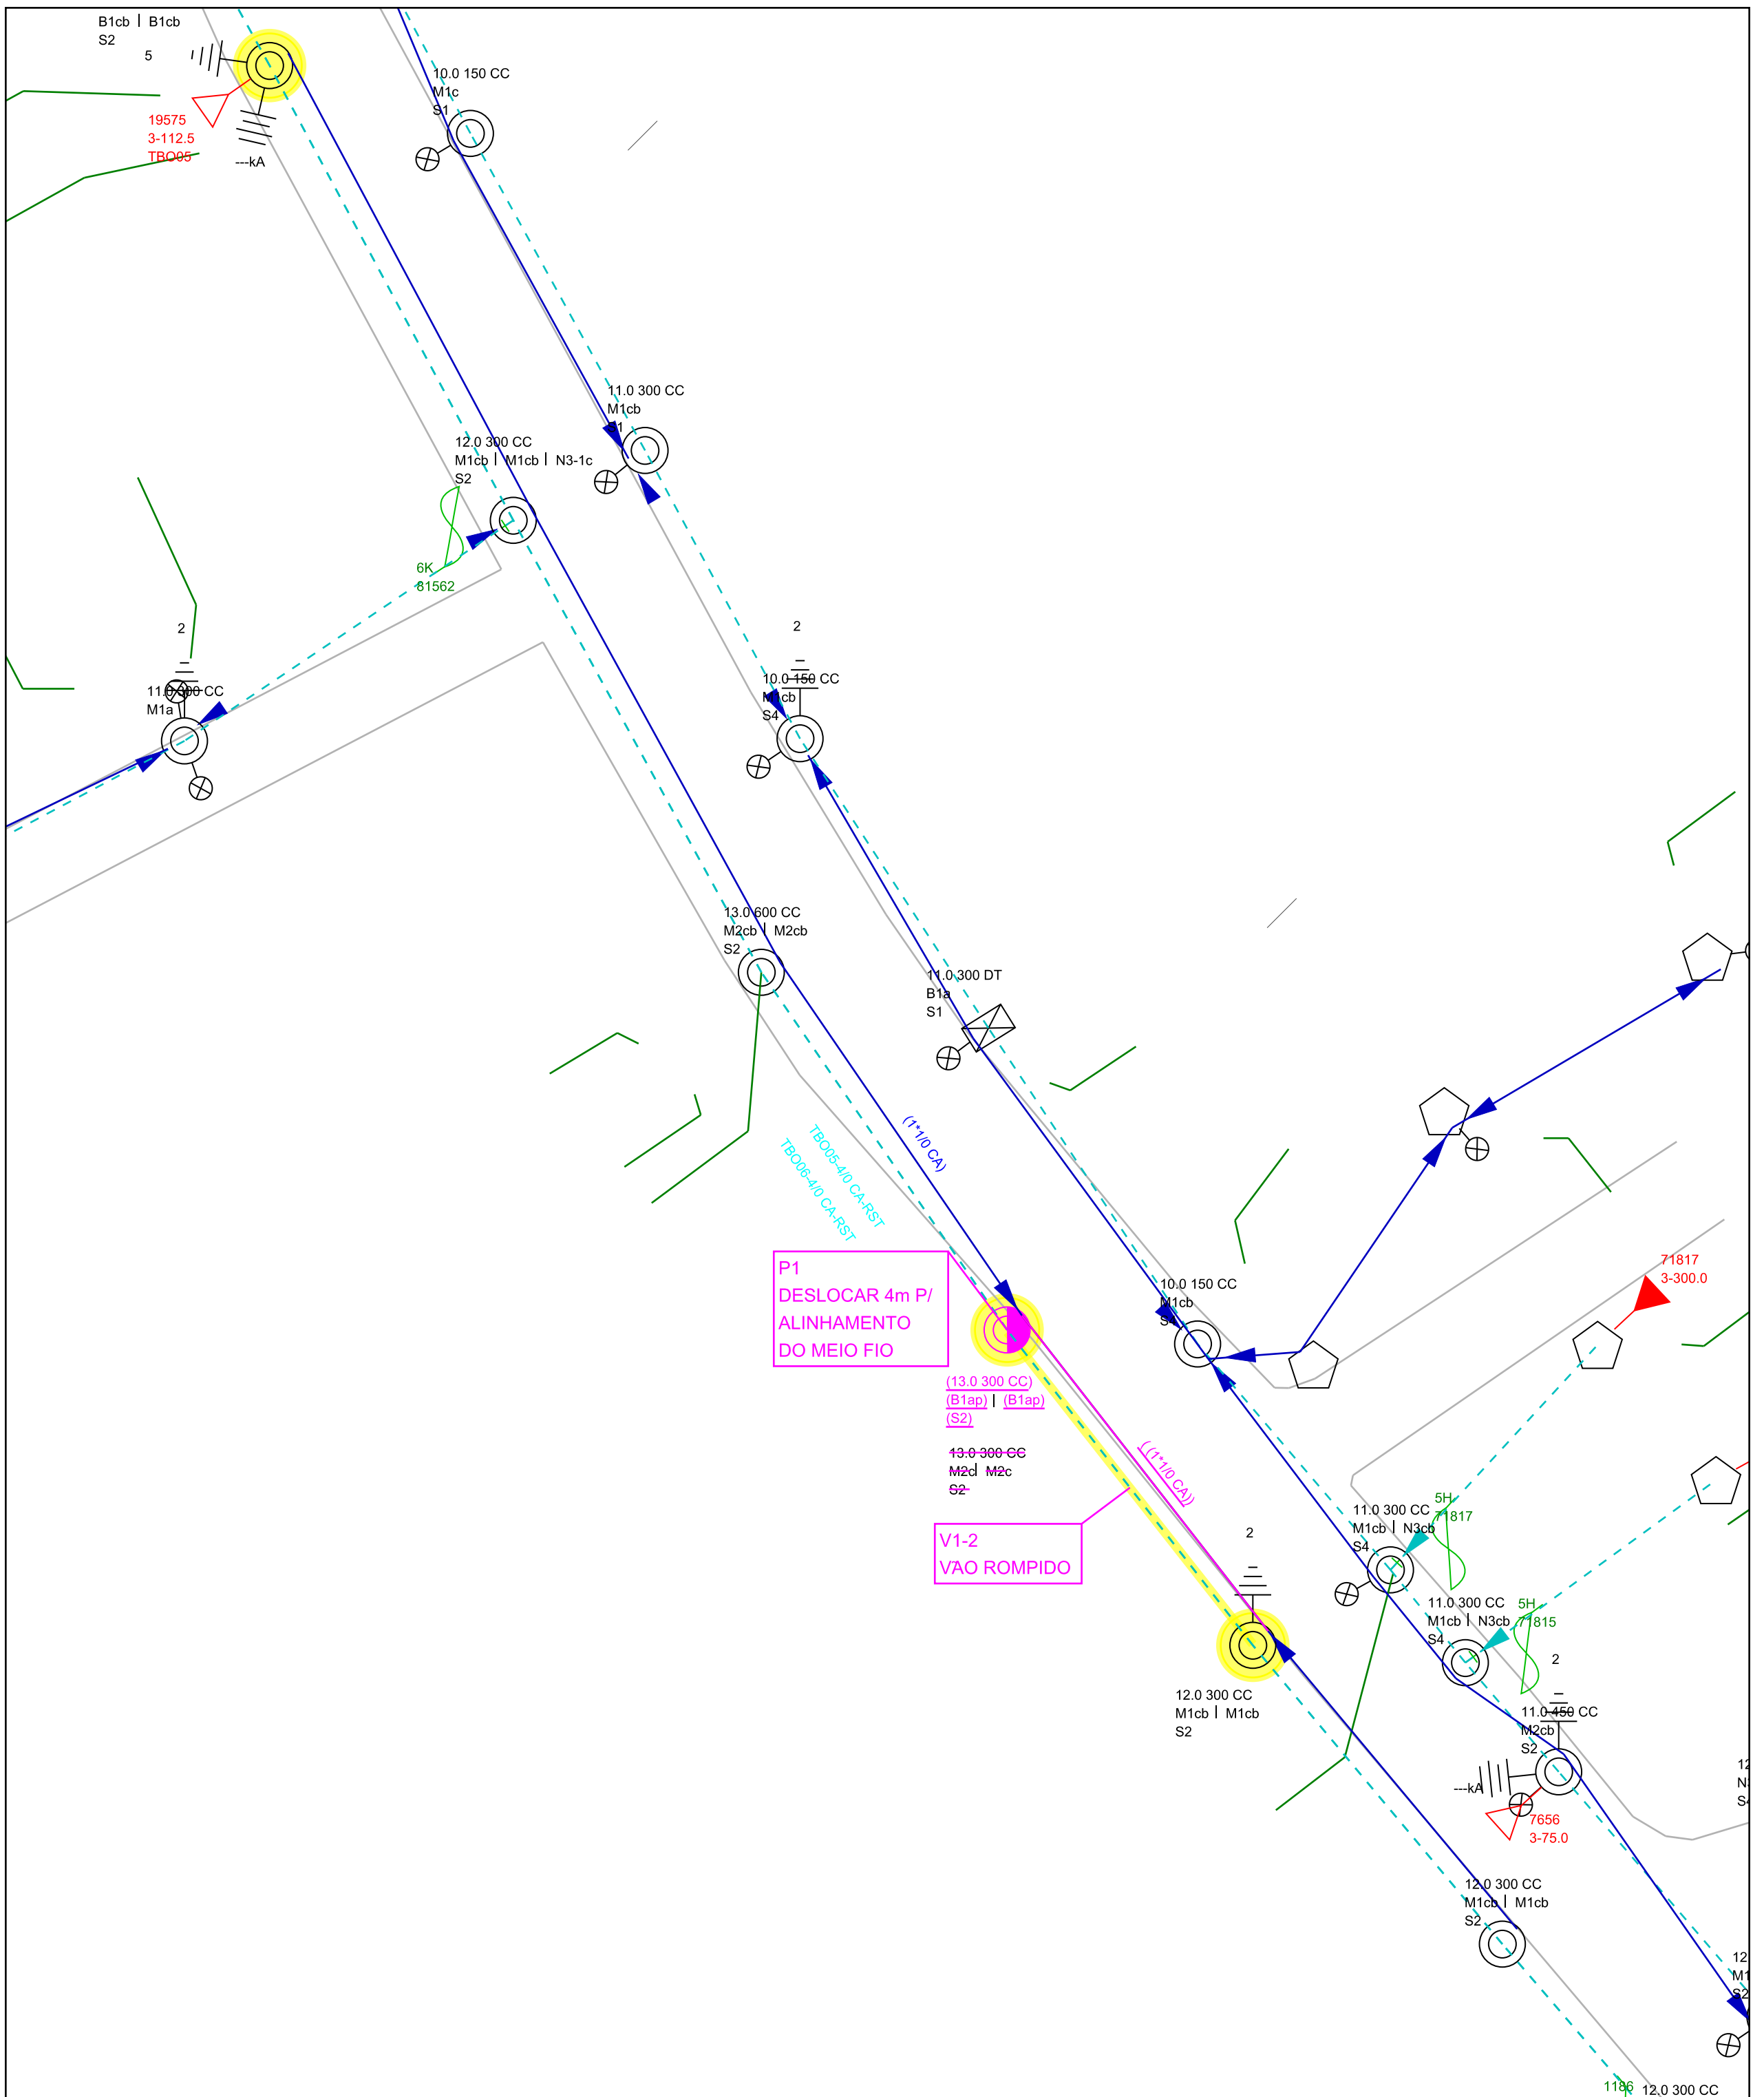 B1cb | B1cb
S2
5
19575
3-112.5
TBO05
---kA
10.0 150 CC
M1c
S1
11.0 300 CC
M1cb
S1
12.0 300 CC
M1cb | M1cb | N3-1c
S2
6K
81562
2
11.0 300 CC
M1a
2
10.0 150 CC
M1cb
S4
13.0 600 CC
M2cb | M2cb
S2
11.0 300 DT
B1a
S1
(1*1/0 CA)
TBO05-4/0 CA-RST
TBO06-4/0 CA-RST
P1
DESLOCAR 4m P/
ALINHAMENTO
DO MEIO FIO
10.0 150 CC
M1cb
71817
3-300.0
(13.0 300 CC)
(B1ap) | (B1ap)
(S2)
13.0 300 CC
M2c| M2c
S2
((1*1/0 CA))
V1-2
VÃO ROMPIDO
2
11.0 300 CC
M1cb | N3cb
S4
5H
71817
11.0 300 CC
M1cb | N3cb
S4
5H
71815
2
12.0 300 CC
M1cb | M1cb
S2
11.0 450 CC
M2cb
S2
---kA
7656
3-75.0
12
S4
12.0 300 CC
M1cb | M1cb
S2
12
M1
S2
1186
12.0 300 CC